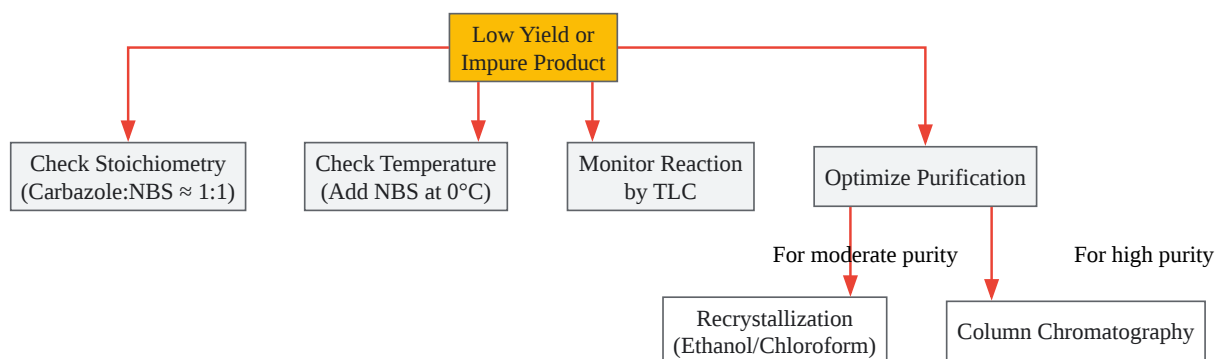 Low Yield or
Impure Product
Check Stoichiometry
(Carbazole:NBS ≈ 1:1)
Check Temperature
(Add NBS at 0°C)
Monitor Reaction
by TLC
Optimize Purification
For moderate purity
For high purity
Recrystallization
(Ethanol/Chloroform)
Column Chromatography